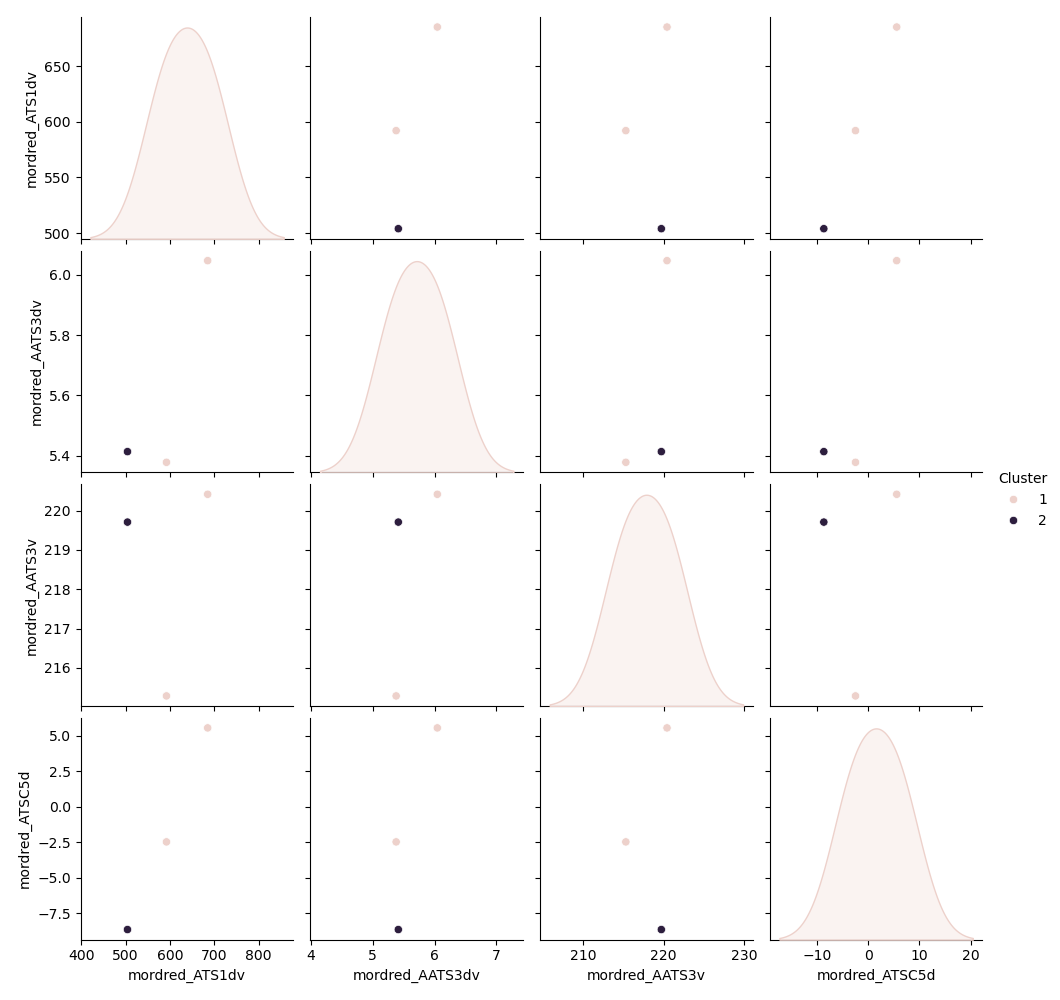 650
600
550
500
mordred_ATS1dv
6.0
5.8
5.6
5.4
mordred_AATS3dv
220
219
218
217
216
mordred_AATS3v
5.0
2.5
0.0
−2.5
−5.0
−7.5
mordred_ATSC5d
400 500 600 700 800
mordred_ATS1dv
4 5 6 7
mordred_AATS3dv
210 220 230
mordred_AATS3v
−10 0 10 20
mordred_ATSC5d
Cluster
1
2